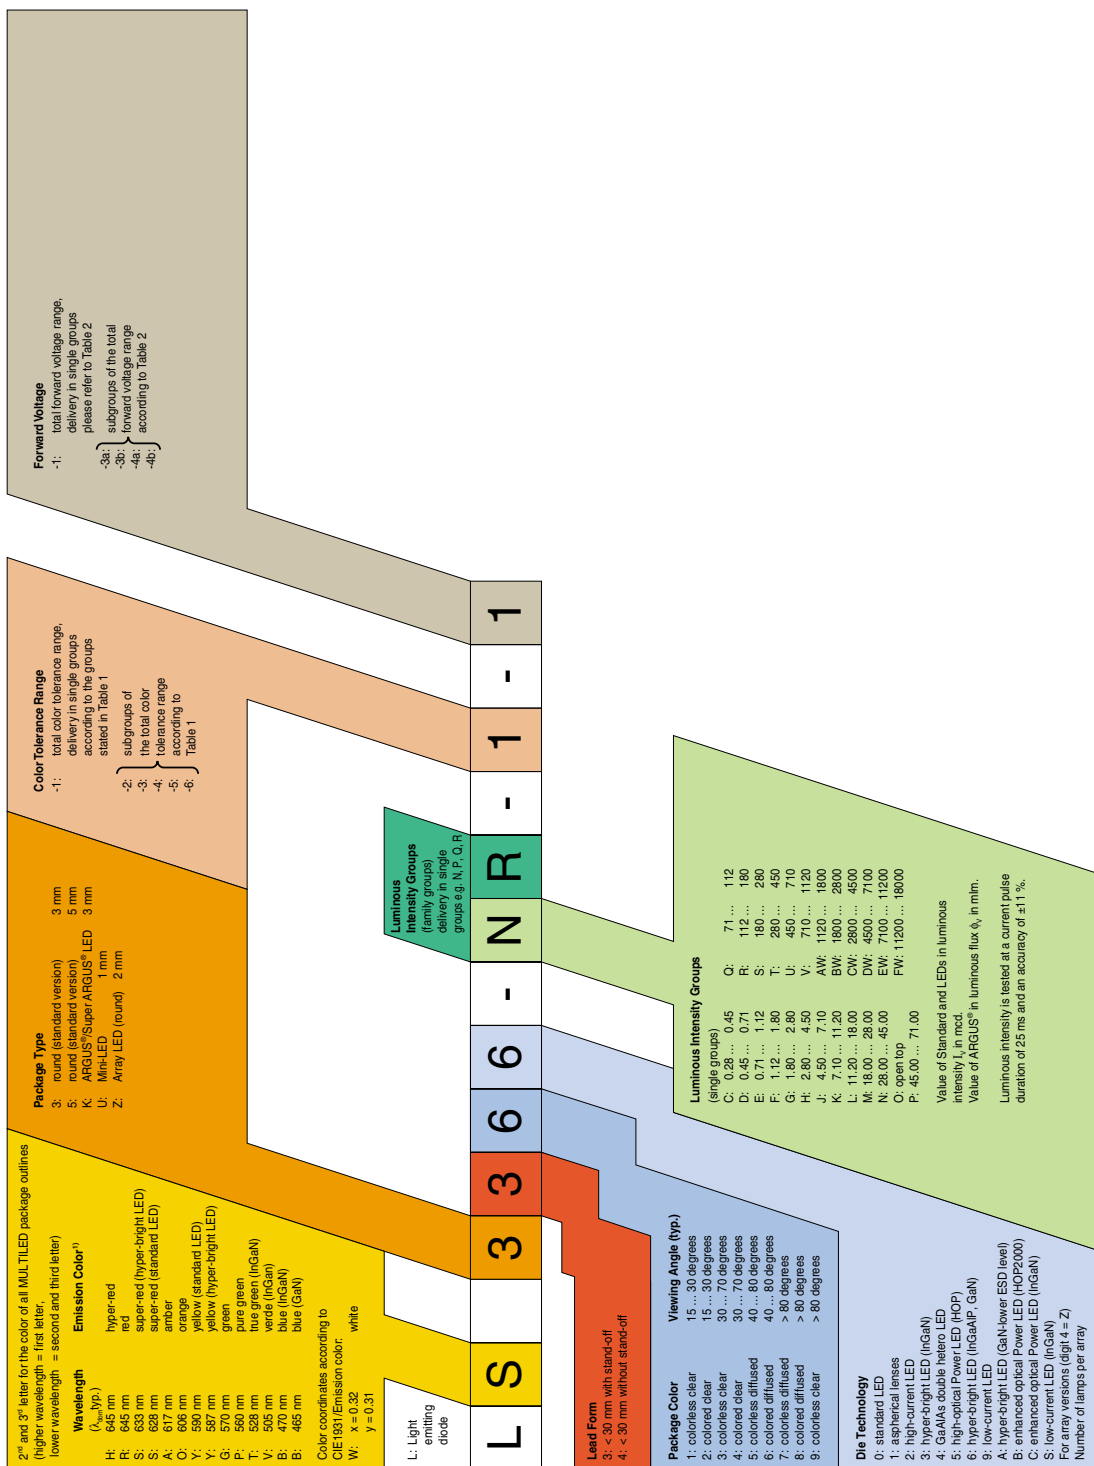 2nd and 3rd letter for the color of all MULTILED package outlines
(higher wavelength = first letter,
lower wavelength = second and third letter)
Wavelength Emission Color1)
(λdom typ.)
H: 645 nm hyper-red
R: 645 nm red
S: 633 nm super-red (hyper-bright LED)
S: 628 nm super-red (standard LED)
A: 617 nm amber
O: 606 nm orange
Y: 590 nm yellow (standard LED)
Y: 587 nm yellow (hyper-bright LED)
G: 570 nm green
P: 560 nm pure green
T: 528 nm true green (InGaN)
V: 505 nm verde (InGan)
B: 470 nm blue (InGaN)
B: 465 nm blue (GaN)
Color coordinates according to
CIE1931/Emission color:
W: x = 0.32 white
y = 0.31
L: Light
emitting
diode
Package Type
3: round (standard version) 3 mm
5: round (standard version) 5 mm
K: ARGUS®/Super ARGUS® LED 3 mm
U: Mini-LED 1 mm
Z: Array LED (round) 2 mm
Color Tolerance Range
-1: total color tolerance range,
delivery in single groups
according to the groups
stated in Table 1
-2: subgroups of
-3: the total color
-4: tolerance range
-5: according to
-6: Table 1
Forward Voltage
-1: total forward voltage range,
delivery in single groups
please refer to Table 2
-3a: subgroups of the total
-3b: forward voltage range
-4a: according to Table 2
-4b:
Luminous
Intensity Groups
(family groups)
delivery in single
groups e.g. N, P, Q, R
L S 3 3 6 6 - N R - 1 - 1
Lead Form
3: < 30 mm with stand-off
4: < 30 mm without stand-off
Package Color Viewing Angle (typ.)
1: colorless clear 15 ... 30 degrees
2: colored clear 15 ... 30 degrees
3: colorless clear 30 ... 70 degrees
4: colored clear 30 ... 70 degrees
5: colorless diffused 40 ... 80 degrees
6: colored diffused 40 ... 80 degrees
7: colorless diffused > 80 degrees
8: colored diffused > 80 degrees
9: colorless clear > 80 degrees
Die Technology
0: standard LED
1: aspherical lenses
2: high-current LED
3: hyper-bright LED (InGaN)
4: GaAlAs double hetero LED
5: high-optical Power LED (HOP)
6: hyper-bright LED (InGaAlP, GaN)
9: low-current LED
A: hyper-bright LED (GaN-lower ESD level)
B. enhanced optical Power LED (HOP2000)
C. enhanced optical Power LED (InGaN)
S: low-current LED (InGaN)
For array versions (digit 4 = Z)
Number of lamps per array
Luminous Intensity Groups
(single groups)
C: 0.28 ... 0.45 Q: 71 ... 112
D: 0.45 ... 0.71 R: 112 ... 180
E: 0.71 ... 1.12 S: 180 ... 280
F: 1.12 ... 1.80 T: 280 ... 450
G: 1.80 ... 2.80 U: 450 ... 710
H: 2.80 ... 4.50 V: 710 ... 1120
J: 4.50 ... 7.10 AW: 1120 ... 1800
K: 7.10 ... 11.20 BW: 1800 ... 2800
L: 11.20 ... 18.00 CW: 2800 ... 4500
M: 18.00 ... 28.00 DW: 4500 ... 7100
N: 28.00 ... 45.00 EW: 7100 ... 11200
O: open top FW: 11200 ... 18000
P: 45.00 ... 71.00
Value of Standard and LEDs in luminous
intensity Iv in mcd.
Value of ARGUS® in luminous flux ϕv in mlm.
Luminous intensity is tested at a current pulse
duration of 25 ms and an accuracy of ±11 %.